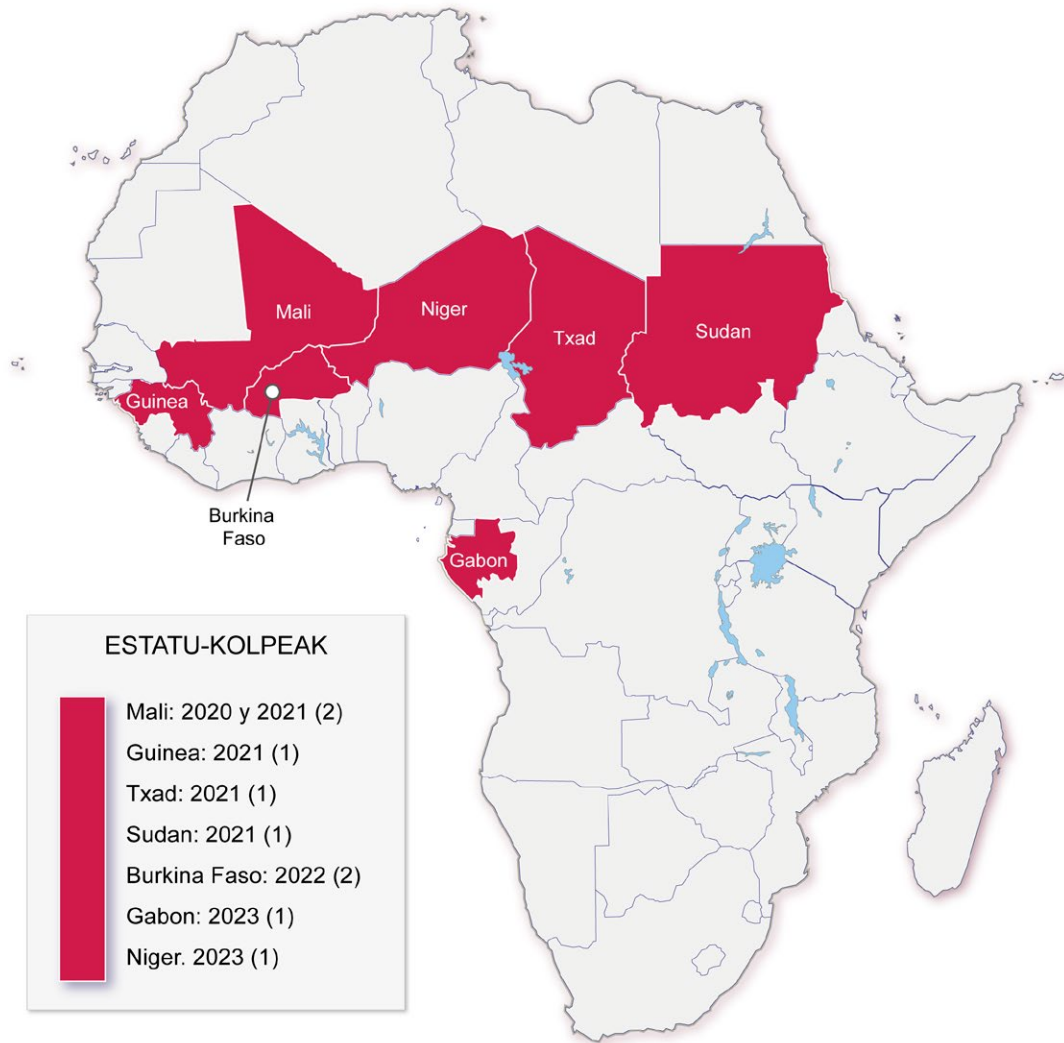 Mali
Niger
Txad
Sudan
Guinea
Burkina
Faso
Gabon
ESTATU-KOLPEAK
Mali: 2020 y 2021 (2)
Guinea: 2021 (1)
Txad: 2021 (1)
Sudan: 2021 (1)
Burkina Faso: 2022 (2)
Gabon: 2023 (1)
Niger. 2023 (1)